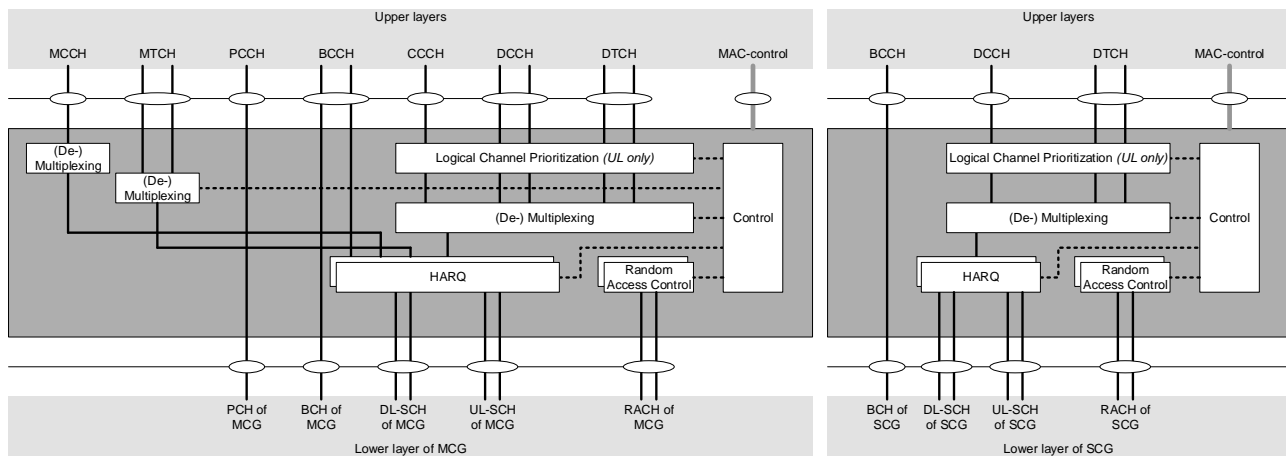 Upper layers
MCCH MTCH PCCH BCCH CCCH DCCH DTCH MAC-control
(De-)
Multiplexing
(De-)
Multiplexing
Logical Channel Prioritization (UL only)
(De-) Multiplexing
Control
HARQ
Random
Access Control
PCH of
MCG
BCH of
MCG
DL-SCH
of MCG
UL-SCH
of MCG
RACH of
MCG
Lower layer of MCG
Upper layers
BCCH DCCH DTCH MAC-control
Logical Channel Prioritization (UL only)
(De-) Multiplexing
Control
HARQ
Random
Access Control
BCH of
SCG
DL-SCH
of SCG
UL-SCH
of SCG
RACH of
SCG
Lower layer of SCG